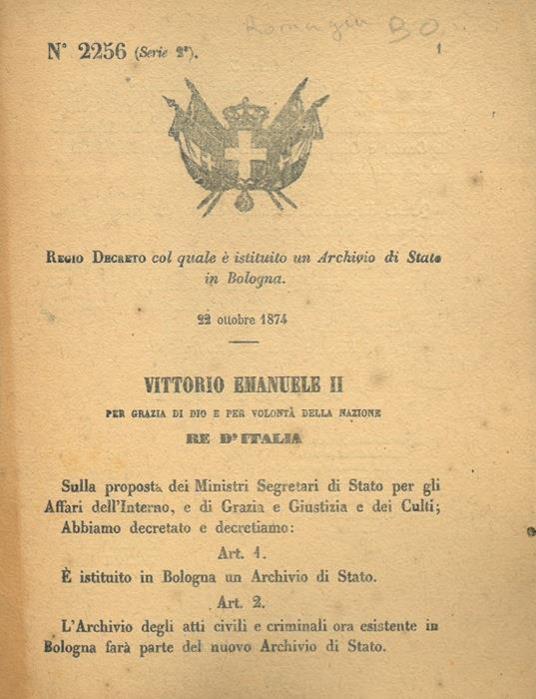 Romagna BO
N° 2256 (Serie 2ª).
1
REGIO DECRETO col quale è istituito un Archivio di Stato
in Bologna.
22 ottobre 1874
VITTORIO EMANUELE II
PER GRAZIA DI DIO E PER VOLONTÀ DELLA NAZIONE
RE D'ITALIA
Sulla proposta dei Ministri Segretari di Stato per gli
Affari dell'Interno, e di Grazia e Giustizia e dei Culti;
Abbiamo decretato e decretiamo:
Art. 1.
È istituito in Bologna un Archivio di Stato.
Art. 2.
L'Archivio degli atti civili e criminali ora esistente in
Bologna farà parte del nuovo Archivio di Stato.